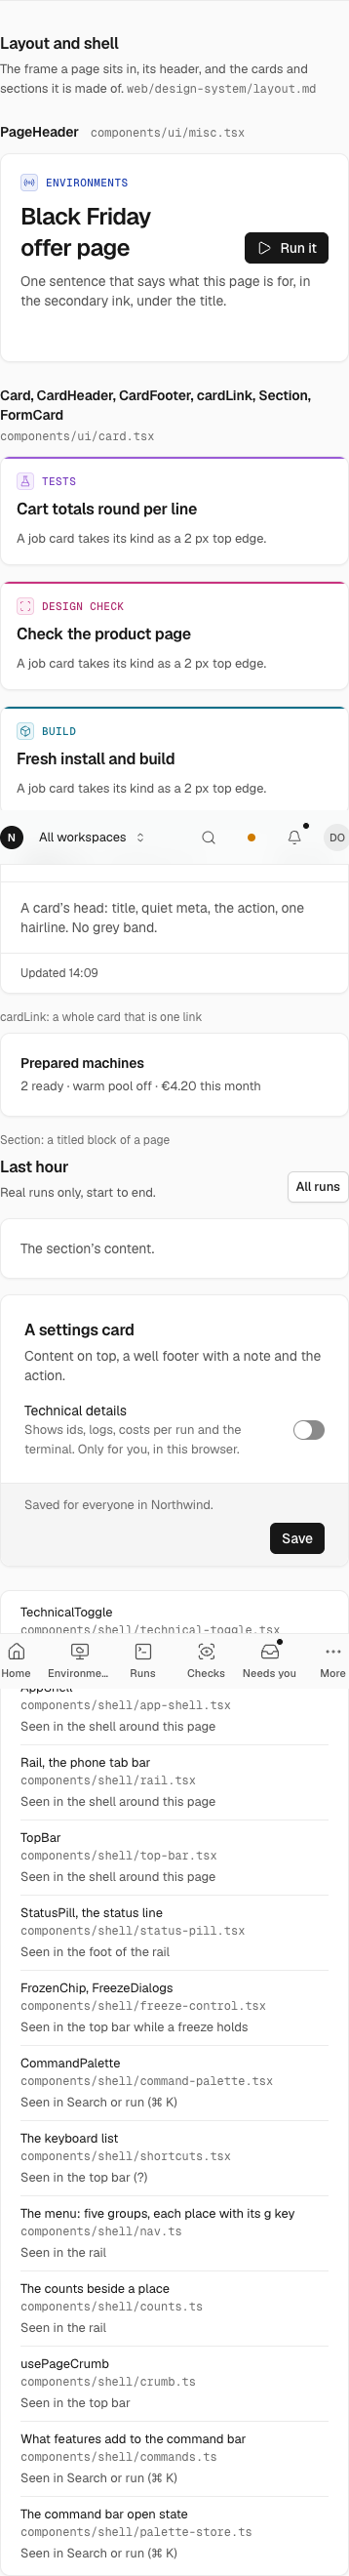 Layout and shell
The frame a page sits in, its header, and the cards and
sections it is made of. web/design-system/layout.md
PageHeader components/ui/misc.tsx
ENVIRONMENTS
Black Friday
offer page
Run it
One sentence that says what this page is for, in
the secondary ink, under the title.
Card, CardHeader, CardFooter, cardLink, Section,
FormCard
components/ui/card.tsx
TESTS
Cart totals round per line
A job card takes its kind as a 2 px top edge.
DESIGN CHECK
Check the product page
A job card takes its kind as a 2 px top edge.
BUILD
Fresh install and build
A job card takes its kind as a 2 px top edge.
N All workspaces DO
A card’s head: title, quiet meta, the action, one
hairline. No grey band.
Updated 14:09
cardLink: a whole card that is one link
Prepared machines
2 ready · warm pool off · €4.20 this month
Section: a titled block of a page
Last hour
Real runs only, start to end.
All runs
The section’s content.
A settings card
Content on top, a well footer with a note and the
action.
Technical details
Shows ids, logs, costs per run and the
terminal. Only you, in this browser.
Saved for everyone in Northwind.
Save
TechnicalToggle
components/shell/technical-toggle.tsx
Home Environme… Runs Checks Needs you More
AppShell
components/shell/app-shell.tsx
Seen in the shell around this page
Rail, the phone tab bar
components/shell/rail.tsx
Seen in the shell around this page
TopBar
components/shell/top-bar.tsx
Seen in the shell around this page
StatusPill, the status line
components/shell/status-pill.tsx
Seen in the foot of the rail
FrozenChip, FreezeDialogs
components/shell/freeze-control.tsx
Seen in the top bar while a freeze holds
CommandPalette
components/shell/command-palette.tsx
Seen in Search or run (⌘ K)
The keyboard list
components/shell/shortcuts.tsx
Seen in the top bar (?)
The menu: five groups, each place with its g key
components/shell/nav.ts
Seen in the rail
The counts beside a place
components/shell/counts.ts
Seen in the rail
usePageCrumb
components/shell/crumb.ts
Seen in the top bar
What features add to the command bar
components/shell/commands.ts
Seen in Search or run (⌘ K)
The command bar open state
components/shell/palette-store.ts
Seen in Search or run (⌘ K)